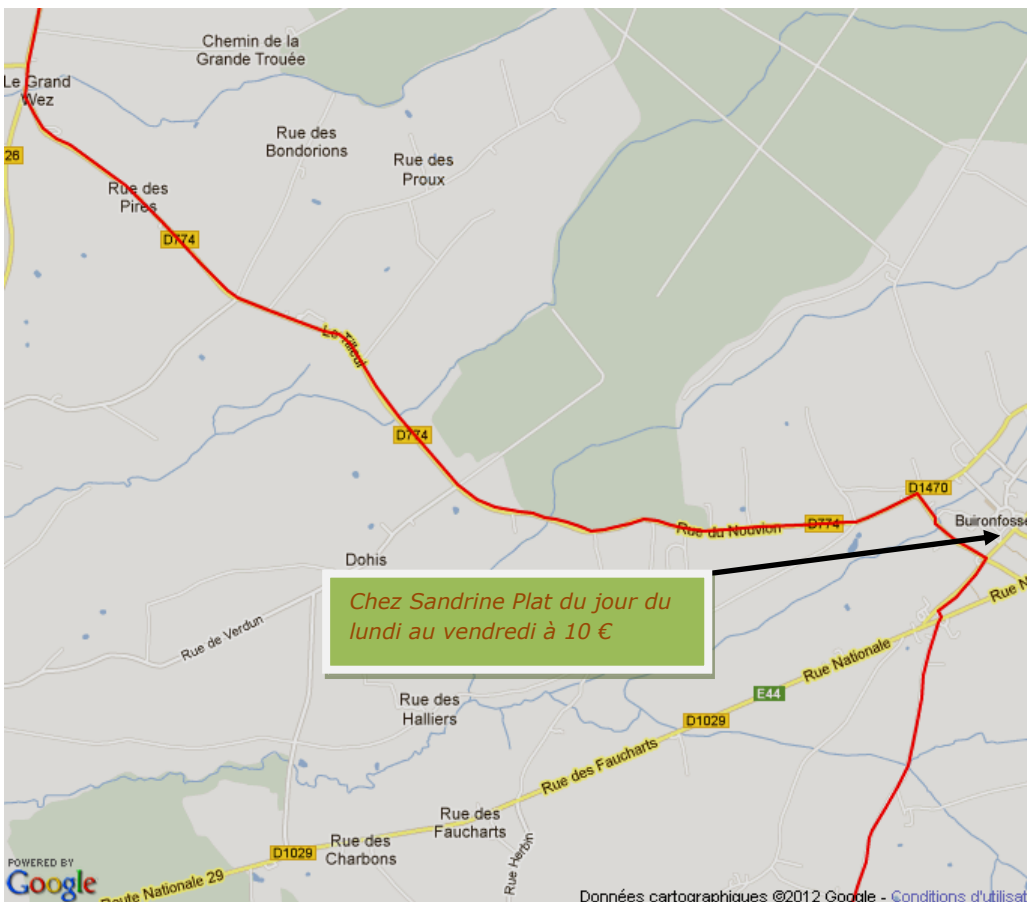 Chemin de la
Grande Trouée
Le Grand
Wez
Rue des
Bondorions
Rue des
Proux
26
Rue des
Pires
D774
Le Tilleul
D774
D1470
Buironfosse
Rue du Nouvion
D774
Dohis
Chez Sandrine Plat du jour du
lundi au vendredi à 10 €
Rue N
Rue de Verdun
Rue Nationale
E44
Rue des
Halliers
D1029
Rue des Faucharts
Rue des
Faucharts
Rue des
Charbons
D1029
Rue Herbin
POWERED BY
Google
Route Nationale 29
Données cartographiques ©2012 Google - Conditions d'utilisat